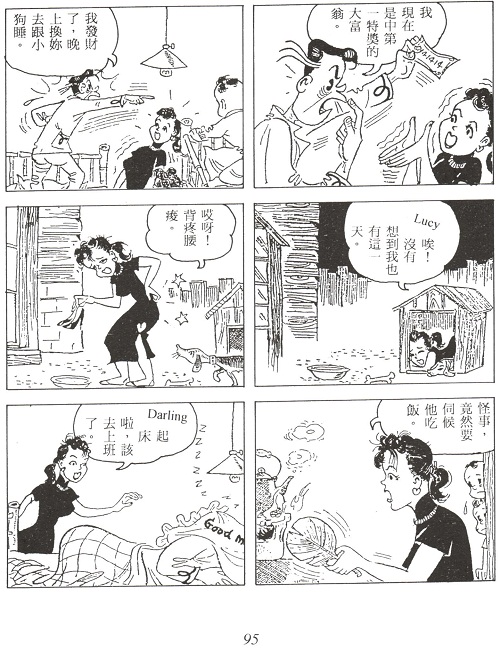 我
現在
是中第
一特獎的
大富
翁。
我發財
了，晚
上換妳
去跟小
狗睡。
Lucy
唉！
沒有
想到我也
有這一
天。
哎呀！
背疼腰
痠。
怪事，
竟然要
伺候
他吃
飯。
Darling
起
床
啦，該
去上班
了。
z z z z z z
Good m
95